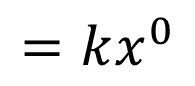 = kx⁰